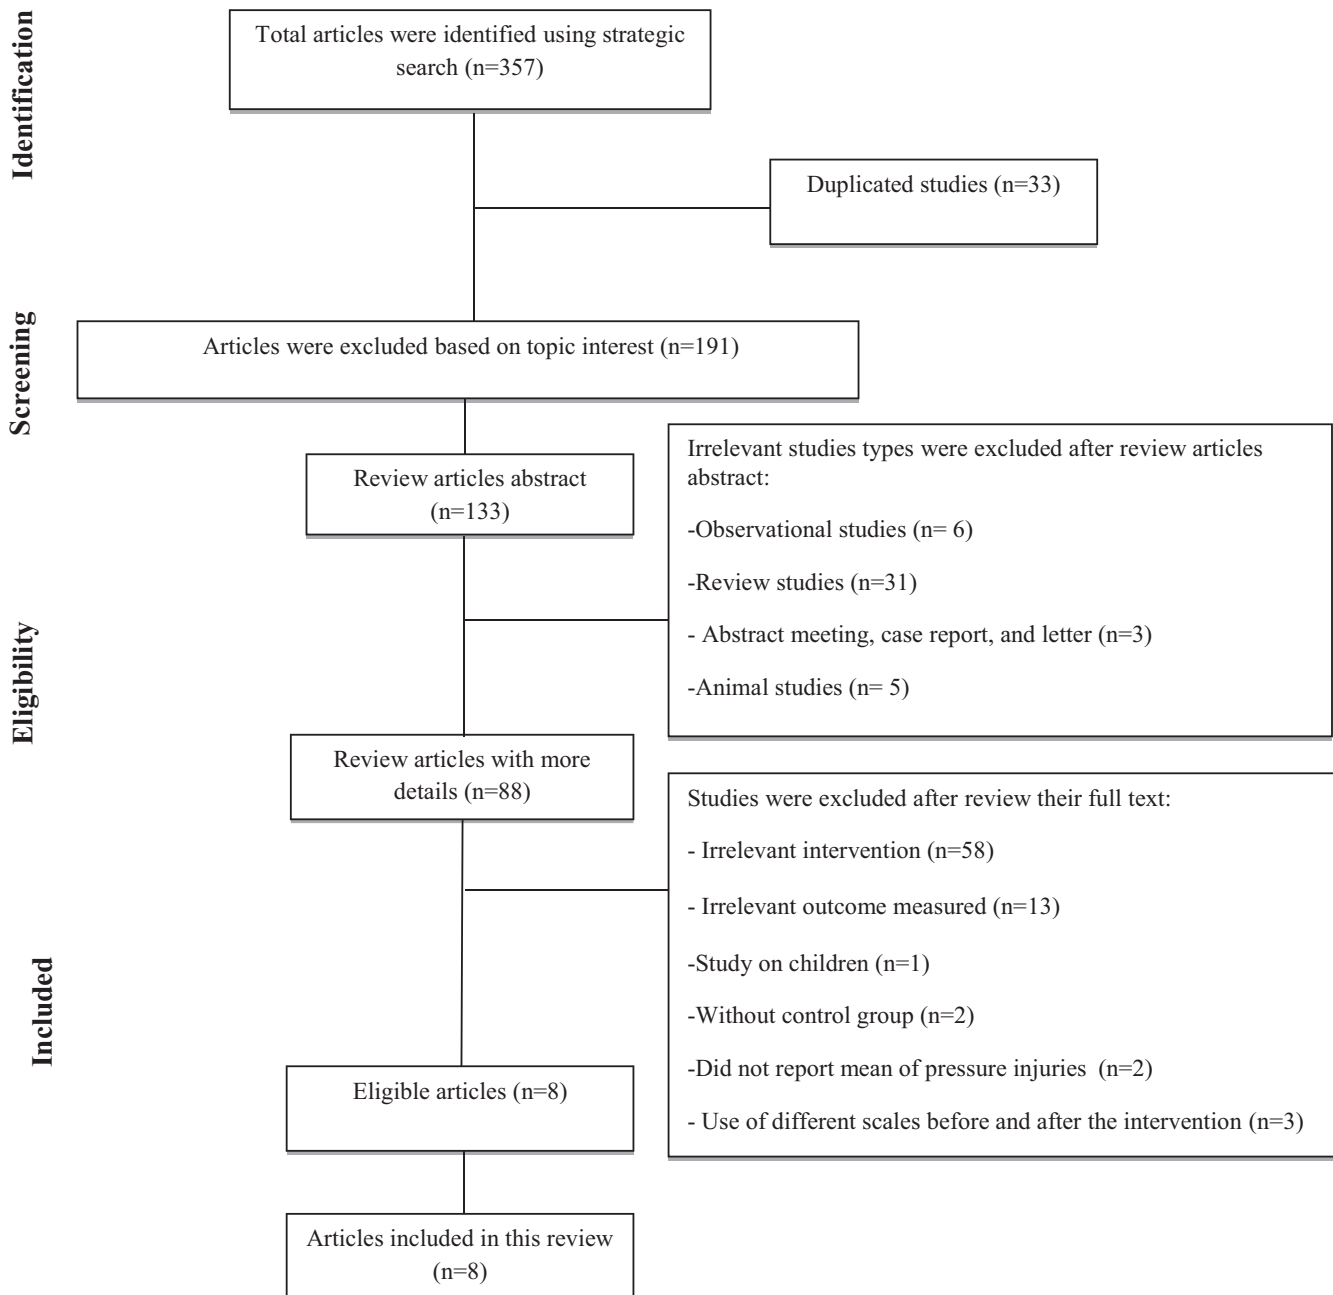 Identification
Total articles were identified using strategic
search (n=357)
Duplicated studies (n=33)
Screening
Articles were excluded based on topic interest (n=191)
Review articles abstract
(n=133)
Irrelevant studies types were excluded after review articles
abstract:
-Observational studies (n= 6)
-Review studies (n=31)
- Abstract meeting, case report, and letter (n=3)
-Animal studies (n= 5)
Eligibility
Review articles with more
details (n=88)
Studies were excluded after review their full text:
- Irrelevant intervention (n=58)
- Irrelevant outcome measured (n=13)
-Study on children (n=1)
-Without control group (n=2)
-Did not report mean of pressure injuries (n=2)
- Use of different scales before and after the intervention (n=3)
Included
Eligible articles (n=8)
Articles included in this review
(n=8)